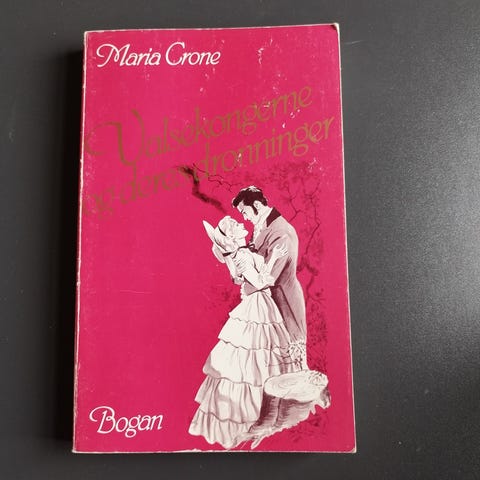 Maria Crone
Valsekongerne
og deres dronninger
Bogan